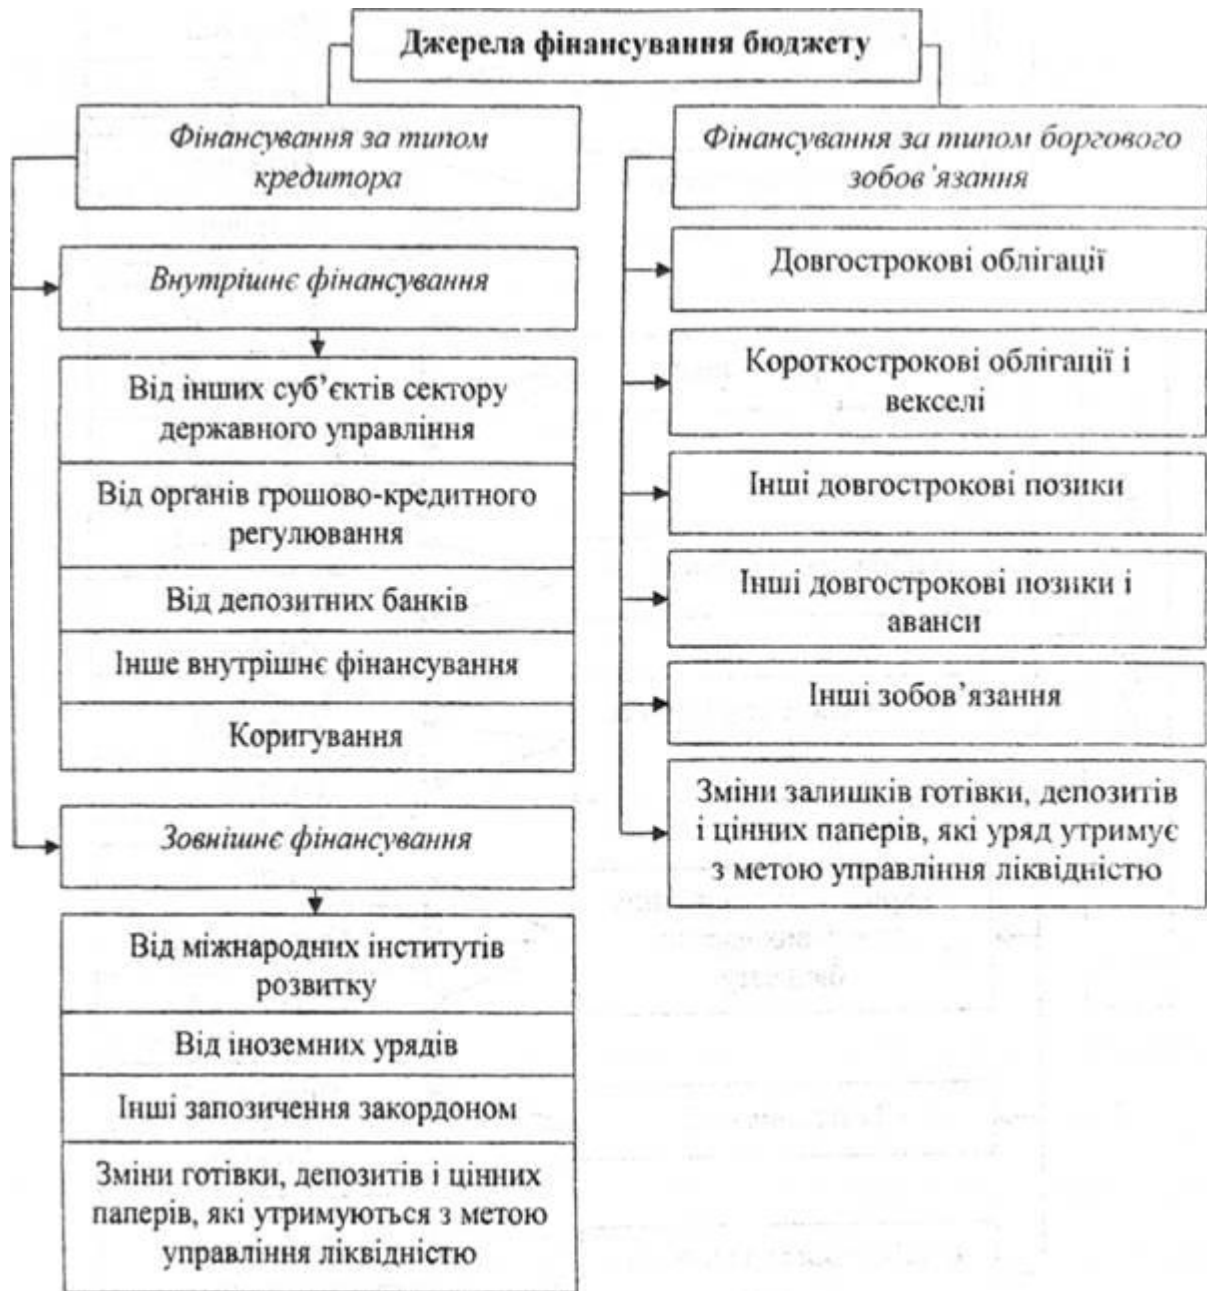 Джерела фінансування бюджету
Фінансування за типом
кредитора
Внутрішнє фінансування
Від інших суб’єктів сектору
державного управління
Від органів грошово-кредитного
регулювання
Від депозитних банків
Інше внутрішнє фінансування
Коригування
Зовнішнє фінансування
Від міжнародних інститутів
розвитку
Від іноземних урядів
Інші запозичення закордоном
Зміни готівки, депозитів і цінних
паперів, які утримуються з метою
управління ліквідністю
Фінансування за типом боргового
зобов’язання
Довгострокові облігації
Короткострокові облігації і
векселі
Інші довгострокові позики
Інші довгострокові позики і
аванси
Інші зобов’язання
Зміни залишків готівки, депозитів
і цінних паперів, які уряд утримує
з метою управління ліквідністю